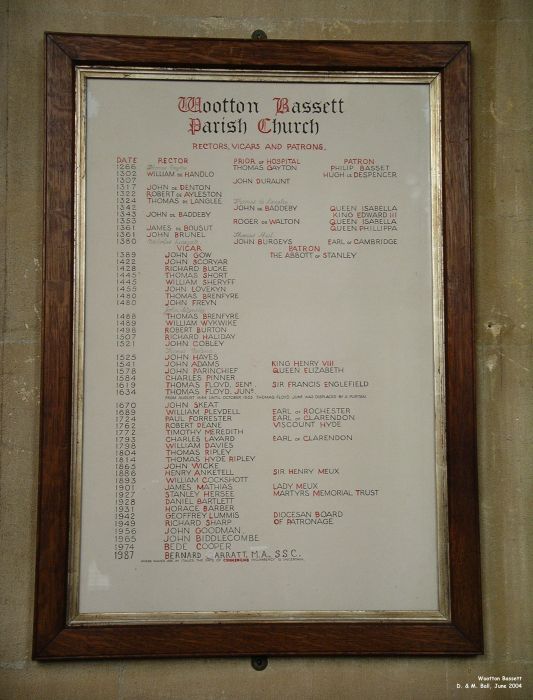 Wootton Bassett
Parish Church
RECTORS, VICARS AND PATRONS.
DATE RECTOR PRIOR OF HOSPITAL PATRON
1266 THOMAS GAYTON PHILIP BASSET
1302 WILLIAM DE HANDLO HUGH DE DESPENCER
1307 JOHN DURAUNT
1317 JOHN DE DENTON
1322 ROBERT DE AYLESTON
1324 THOMAS DE LANGLEE
1342 JOHN DE BADDEBY QUEEN ISABELLA
1343 JOHN DE BADDEBY KING EDWARD III
1353 ROGER DE WALTON QUEEN ISABELLA
1361 JAMES DE BOUSUT QUEEN PHILIPPA
1361 JOHN BRUNEL
1380 JOHN BURGEYS EARL OF CAMBRIDGE
VICAR PATRON
1389 JOHN GOW THE ABBOTT OF STANLEY
1422 JOHN SCORYAR
1428 RICHARD BUCKE
1445 THOMAS SHORT
1445 WILLIAM SHERYFF
1455 JOHN LOVEKYN
1480 THOMAS BRENFYRE
1480 JOHN FREYN
1488 THOMAS BRENFYRE
1489 WILLIAM WYKWIKE
1498 ROBERT BURTON
1507 RICHARD HALIDAY
1521 JOHN COBLEY
1525 JOHN HAYES
1541 JOHN ADAMS KING HENRY VIII
1578 JOHN PARINCHIEF QUEEN ELIZABETH
1584 CHARLES PINNER
1619 THOMAS FLOYD, SENR SIR FRANCIS ENGLEFIELD
1634 THOMAS FLOYD, JUNR
1670 JOHN SKEAT
1689 WILLIAM PLEYDELL EARL OF ROCHESTER
1724 PAUL FORRESTER EARL OF CLARENDON
1762 ROBERT DEANE VISCOUNT HYDE
1772 TIMOTHY MEREDITH
1793 CHARLES LAYARD EARL OF CLARENDON
1798 WILLIAM DAVIES
1804 THOMAS RIPLEY
1814 THOMAS HYDE RIPLEY
1865 JOHN WICKE
1886 HENRY ANKETELL SIR HENRY MEUX
1893 WILLIAM COCKSHOTT
1901 JAMES MATHIAS LADY MEUX
1927 STANLEY HERSEE MARTYRS MEMORIAL TRUST
1928 DANIEL BARTLETT
1931 HORACE BARBER
1942 GEOFFREY LUMMIS DIOCESAN BOARD
1949 RICHARD SHARP OF PATRONAGE
1956 JOHN GOODMAN
1965 JOHN BIDDLECOMBE
1974 BEDE COOPER
1987 BERNARD ARRATT, M.A., S.S.C.
Wootton Bassett
D. & M. Ball, June 2004